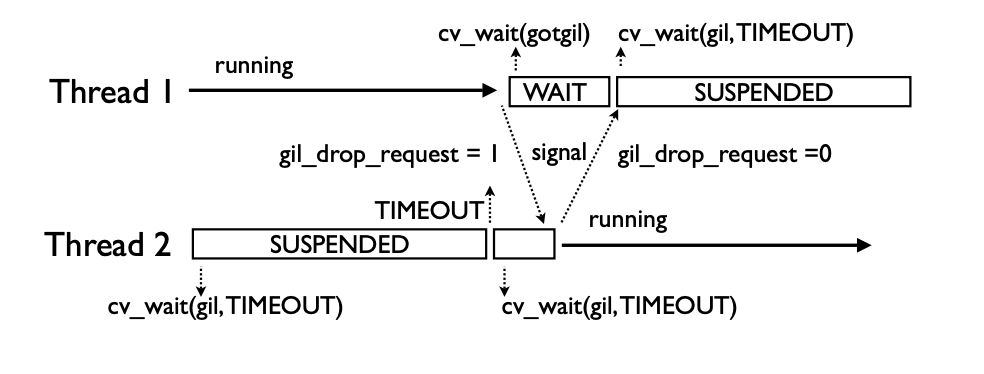 cv_wait(gotgil) cv_wait(gil,TIMEOUT)
running
Thread 1 WAIT SUSPENDED
gil_drop_request = 1 signal gil_drop_request =0
TIMEOUT running
Thread 2 SUSPENDED
cv_wait(gil,TIMEOUT) cv_wait(gil,TIMEOUT)